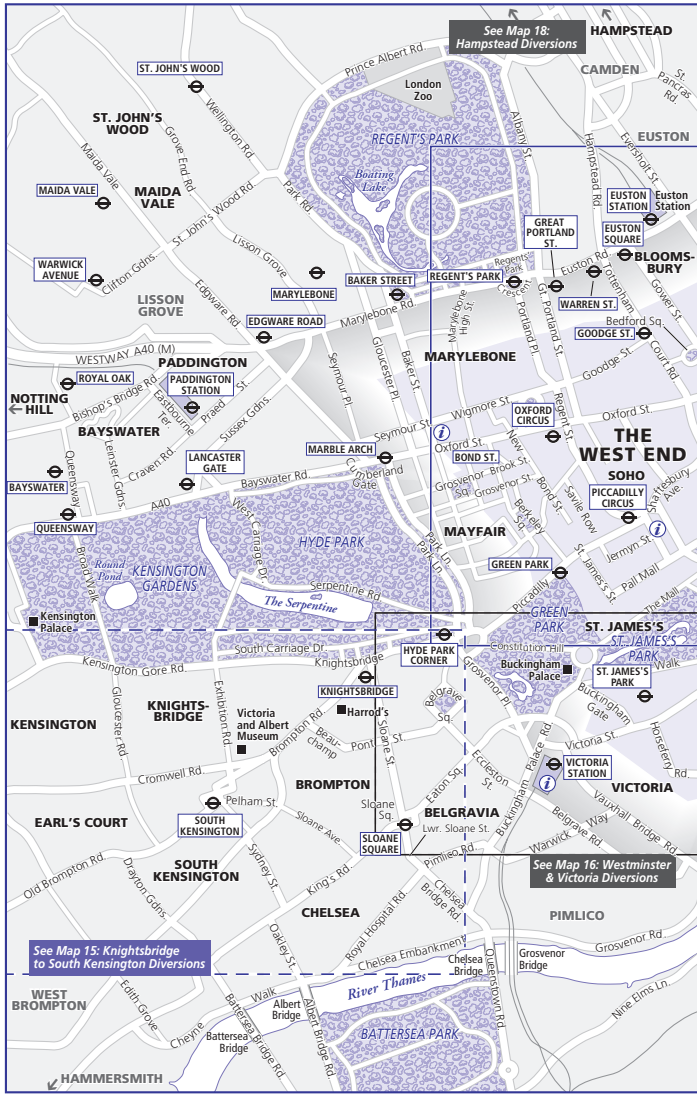 See Map 18:
Hampstead Diversions
HAMPSTEAD
CAMDEN
St.
Pancras
Rd.
Prince Albert Rd.
London
Zoo
ST. JOHN'S WOOD
ST. JOHN'S
WOOD
Wellington Rd.
Grove End Rd.
Maida Vale
REGENT'S PARK
Albany St.
EUSTON
Hampstead Rd.
Eversholt St.
Boating
Lake
MAIDA VALE
MAIDA
VALE
Park Rd.
St. John's Wood Rd.
EUSTON
STATION
Euston
Station
GREAT
PORTLAND
ST.
EUSTON
SQUARE
Lisson Grove
WARWICK
AVENUE
Clifton Gdns.
BLOOMS-
BURY
Regents
Park
Crescent
Euston Rd.
MARYLEBONE
BAKER STREET
REGENT'S PARK
WARREN ST.
LISSON
GROVE
Edgware Rd.
Marylebone
High St.
Portland Pl.
Gt. Portland St.
Tottenham
Court Rd.
Gower St.
Bedford Sq.
Marylebone Rd.
EDGWARE ROAD
GOODGE ST.
WESTWAY A40 (M)
PADDINGTON
MARYLEBONE
Goodge St.
Seymour Pl.
Gloucester Pl.
Baker St.
ROYAL OAK
PADDINGTON
STATION
NOTTING
HILL
Bishop's Bridge Rd.
Eastbourne
Ter.
Praed St.
Sussex Gdns.
BAYSWATER
Wigmore St.
OXFORD
CIRCUS
Regent St.
Oxford St.
Seymour St.
Oxford St.
THE
WEST END
Queensway
Leinster Gdns.
Craven Rd.
LANCASTER
GATE
MARBLE ARCH
BOND ST.
New
Bond St.
SOHO
Cumberland
Gate
Bayswater Rd.
Grosvenor
Sq.
Brook St.
Grosvenor St.
PICCADILLY
CIRCUS
Shaftesbury
Ave.
BAYSWATER
A40
Savile Row
QUEENSWAY
West Carriage Dr.
MAYFAIR
Berkeley
Sq.
HYDE PARK
Park Ln.
Park Ln.
Jermyn St.
Broad Walk
Round
Pond
KENSINGTON
GARDENS
GREEN PARK
St. James's St.
Pall Mall
Serpentine Rd.
Piccadilly
The Mall
The Serpentine
GREEN
PARK
Kensington
Palace
ST. JAMES'S
ST. JAMES'S
PARK
South Carriage Dr.
HYDE PARK
CORNER
Constitution Hill
Kensington Gore Rd.
Knightsbridge
Buckingham
Palace
Walk
ST. JAMES'S
PARK
KNIGHTSBRIDGE
Grosvenor Pl.
Buckingham
Gate
Belgrave
Sq.
KENSINGTON
KNIGHTS-
BRIDGE
Gloucester Rd.
Exhibition Rd.
Harrod's
Victoria
and Albert
Museum
Brompton Rd.
Beau-
champ
Pont St.
Sloane St.
Victoria St.
Horseferry
Rd.
Buckingham Palace Rd.
VICTORIA
STATION
VICTORIA
Eccleston
St.
Cromwell Rd.
BROMPTON
Eaton Sq.
Pelham St.
Sloane
Sq.
BELGRAVIA
Belgrave Rd.
Vauxhall Bridge Rd.
EARL'S COURT
SOUTH
KENSINGTON
Sloane Ave.
SLOANE
SQUARE
Lwr. Sloane St.
Warwick Way
Pimlico Rd.
See Map 16: Westminster
& Victoria Diversions
SOUTH
KENSINGTON
Old Brompton Rd.
Drayton Gdns.
Sydney St.
King's Rd.
Chelsea
Bridge Rd.
CHELSEA
PIMLICO
Royal Hospital Rd.
See Map 15: Knightsbridge
to South Kensington Diversions
Oakley St.
Chelsea Embankment
Grosvenor Rd.
Chelsea
Bridge
Grosvenor
Bridge
WEST
BROMPTON
Edith Grove
Cheyne
Walk
River Thames
Albert
Bridge
Battersea
Bridge
Battersea Bridge Rd.
Albert Bridge Rd.
BATTERSEA PARK
Queenstown Rd.
Nine Elms Ln.
HAMMERSMITH